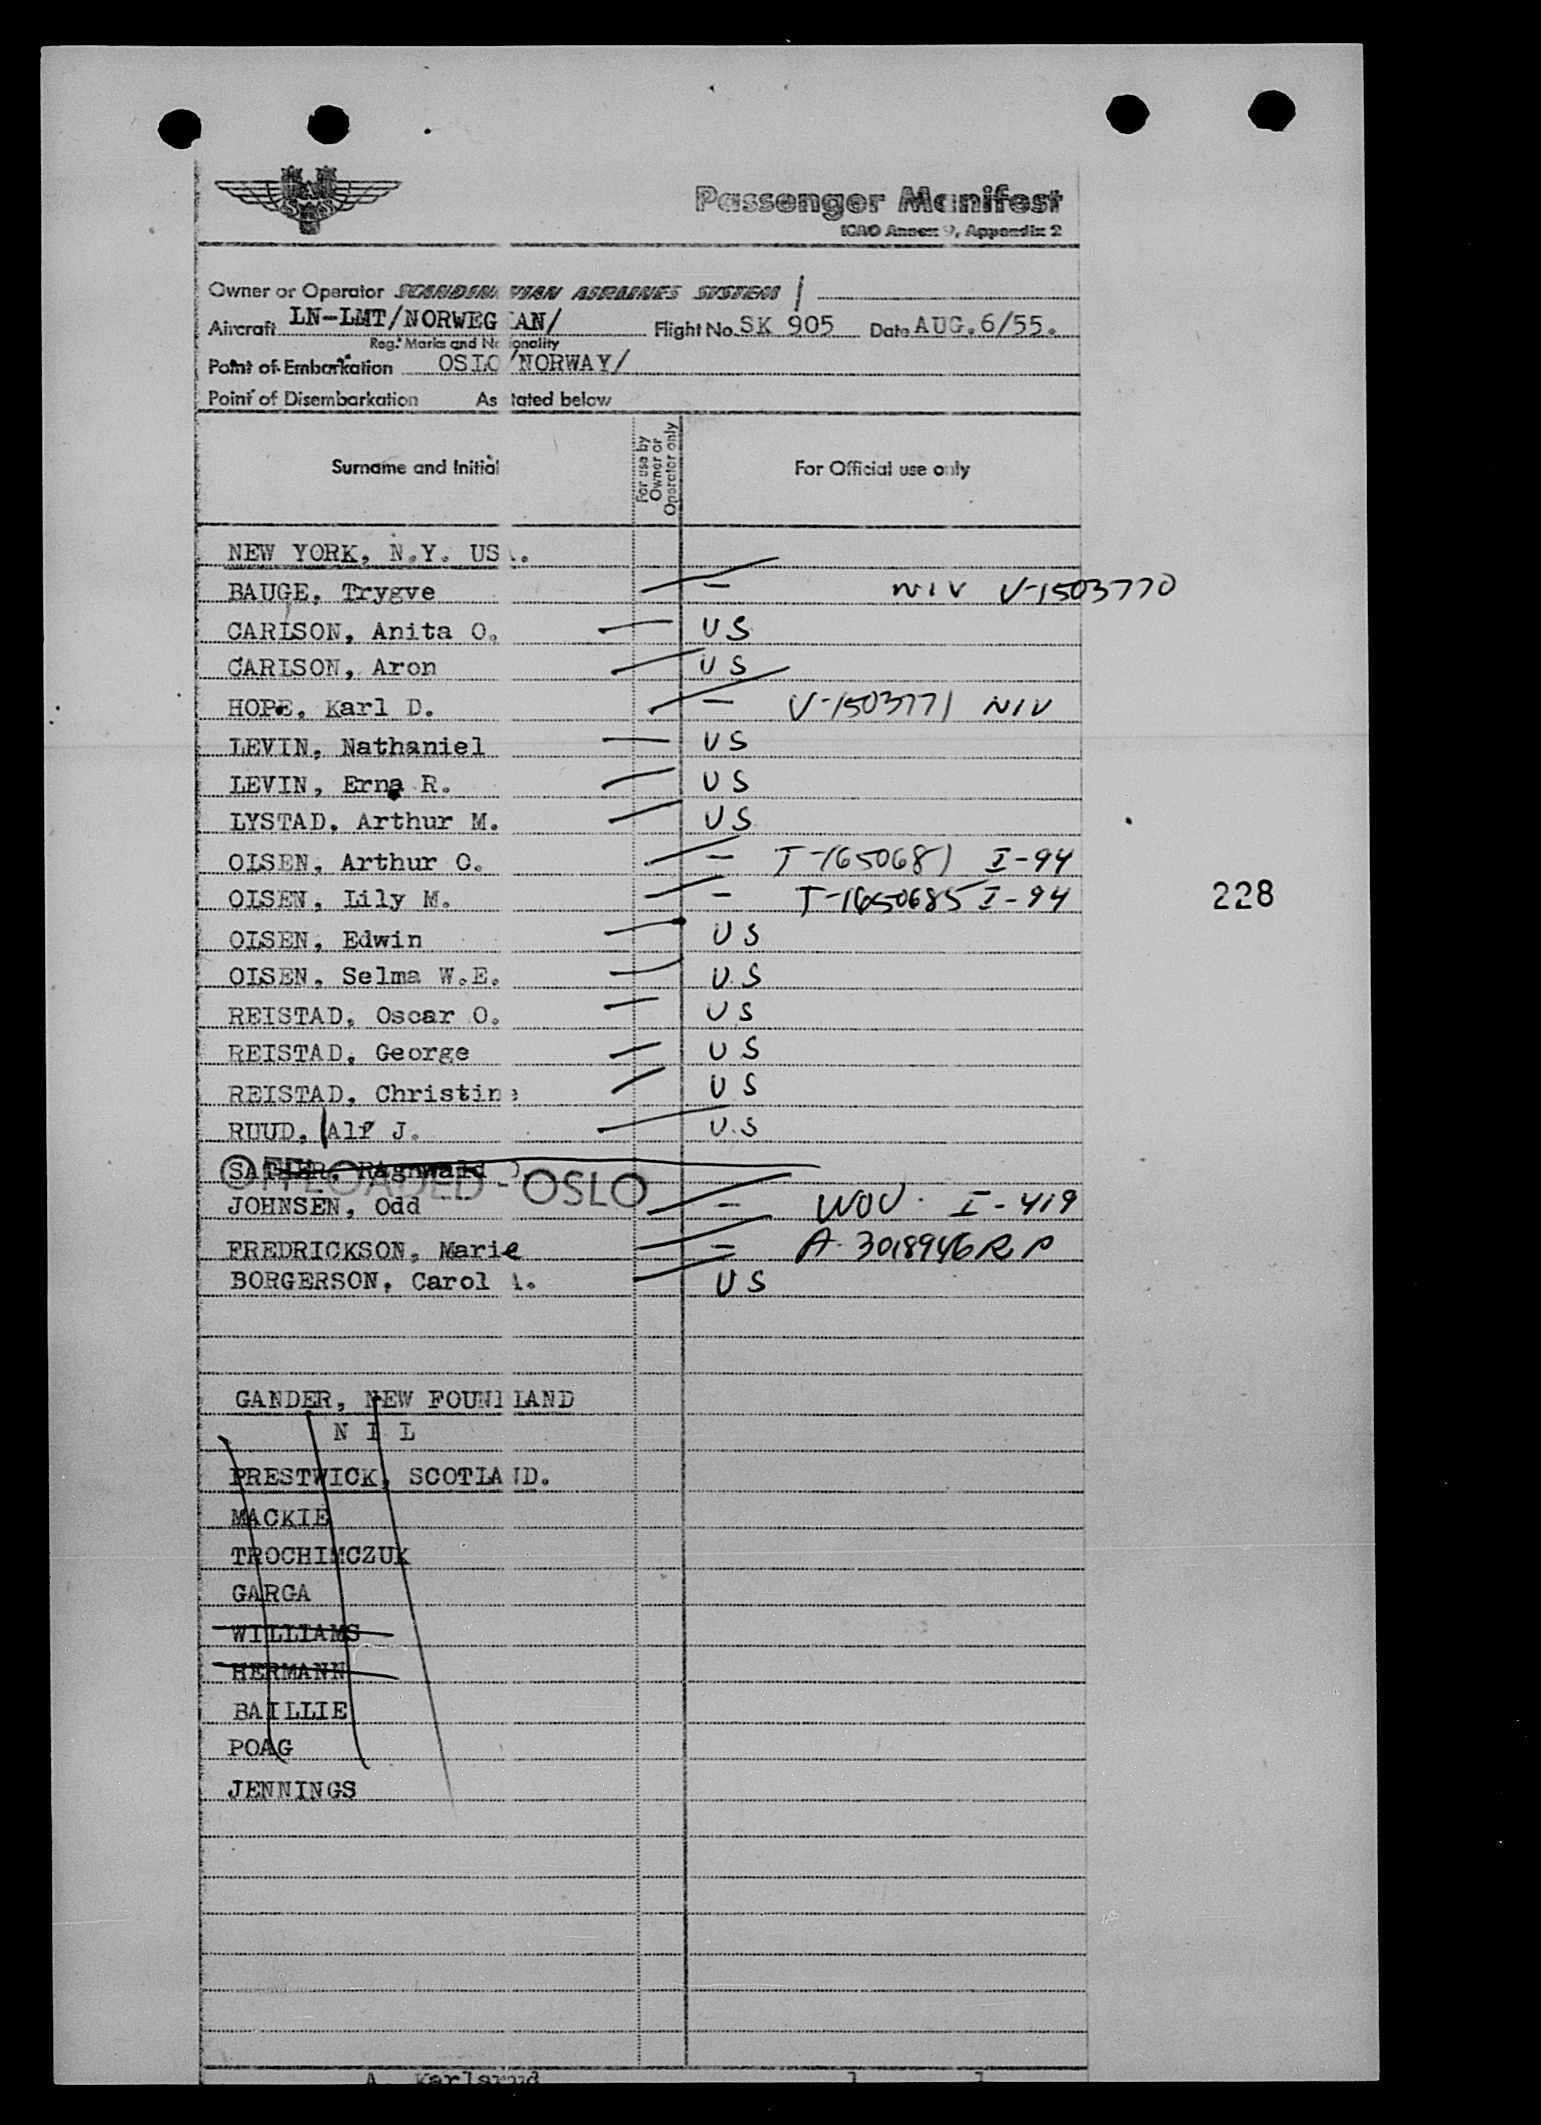 SAS
Passenger Manifest
ICAO Annex 9, Appendix 2
Owner or Operator SCANDINAVIAN AIRLINES SYSTEM
Aircraft LN-LMT/NORWEGIAN/ Flight No. SK 905 Date AUG.6/55.
Reg. Marks and Nationality
Point of Embarkation OSLO/NORWAY/
Point of Disembarkation As stated below
Surname and Initial For use by Owner or Operator only For Official use only
NEW YORK, N.Y. USA.
BAUGE, Trygve — NIV V-1503770
CARLSON, Anita O. US
CARLSON, Aron US
HOPE, Karl D. — V-1503771 NIV
LEVIN, Nathaniel US
LEVIN, Erna R. US
LYSTAD, Arthur M. US
OLSEN, Arthur O. — T-1650681 I-94
OLSEN, Lily M. — T-1650685 I-94
228
OLSEN, Edwin US
OLSEN, Selma W.E. U.S
REISTAD, Oscar O. US
REISTAD, George US
REISTAD, Christine US
RUUD, Alf J. U.S
Ragnwald
OFFLOADED - OSLO
JOHNSEN, Odd — WOV. I-419
FREDRICKSON, Marie — A-3018946 R P
BORGERSON, Carol A. US
GANDER, NEW FOUNDLAND
N I L
PRESTWICK, SCOTLAND.
MACKIE
TROCHIMCZUK
GARGA
WILLIAMS
HERMANN
BAILLIE
POAG
JENNINGS
A. Karlsrud